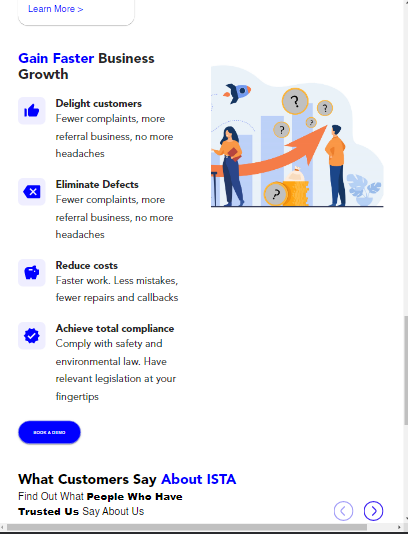 Learn More >
Gain Faster Business
Growth
Delight customers
Fewer complaints, more
referral business, no more
headaches
Eliminate Defects
Fewer complaints, more
referral business, no more
headaches
Reduce costs
Faster work. Less mistakes,
fewer repairs and callbacks
Achieve total compliance
Comply with safety and
environmental law. Have
relevant legislation at your
fingertips
BOOK A DEMO
What Customers Say About ISTA
Find Out What People Who Have
Trusted Us Say About Us